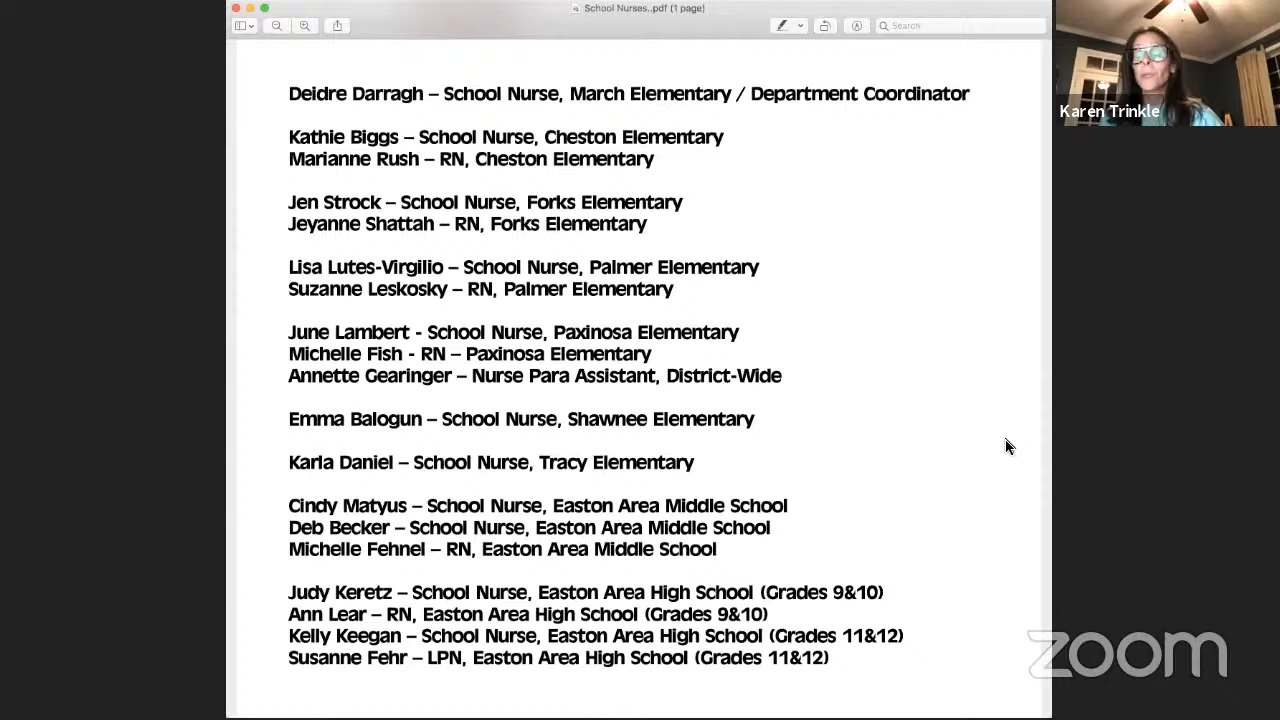 School Nurses..pdf (1 page)
Search
Karen Trinkle
Deidre Darragh – School Nurse, March Elementary / Department Coordinator
Kathie Biggs – School Nurse, Cheston Elementary
Marianne Rush – RN, Cheston Elementary
Jen Strock – School Nurse, Forks Elementary
Jeyanne Shattah – RN, Forks Elementary
Lisa Lutes-Virgilio – School Nurse, Palmer Elementary
Suzanne Leskosky – RN, Palmer Elementary
June Lambert - School Nurse, Paxinosa Elementary
Michelle Fish - RN – Paxinosa Elementary
Annette Gearinger – Nurse Para Assistant, District-Wide
Emma Balogun – School Nurse, Shawnee Elementary
Karla Daniel – School Nurse, Tracy Elementary
Cindy Matyus – School Nurse, Easton Area Middle School
Deb Becker – School Nurse, Easton Area Middle School
Michelle Fehnel – RN, Easton Area Middle School
Judy Keretz – School Nurse, Easton Area High School (Grades 9&10)
Ann Lear – RN, Easton Area High School (Grades 9&10)
Kelly Keegan – School Nurse, Easton Area High School (Grades 11&12)
Susanne Fehr – LPN, Easton Area High School (Grades 11&12)
zoom